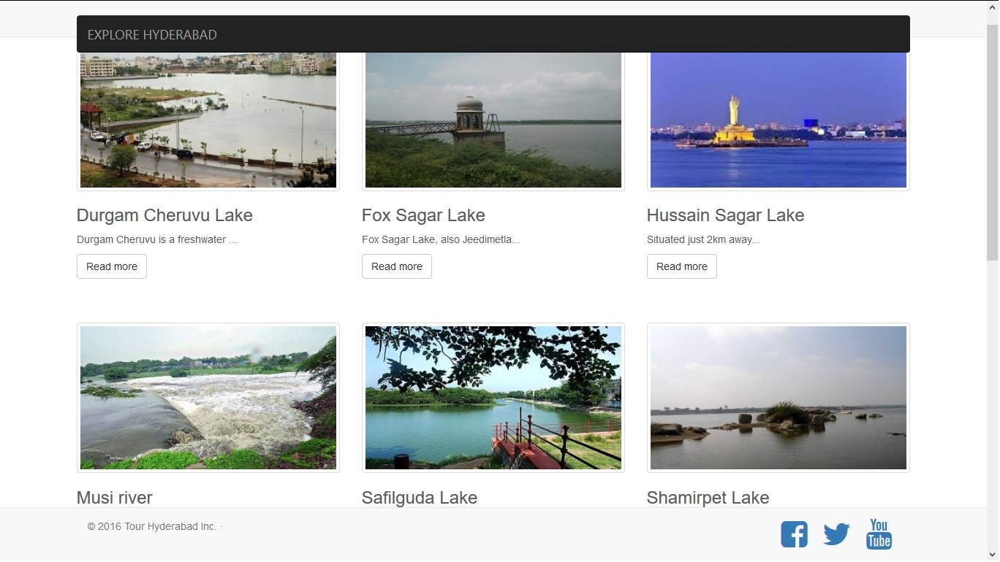 EXPLORE HYDERABAD
Durgam Cheruvu Lake
Fox Sagar Lake
Hussain Sagar Lake
Durgam Cheruvu is a freshwater ...
Fox Sagar Lake, also Jeedimetla...
Situated just 2km away...
Read more
Read more
Read more
Musi river
Safilguda Lake
Shamirpet Lake
© 2016 Tour Hyderabad Inc. ·
You
Tube